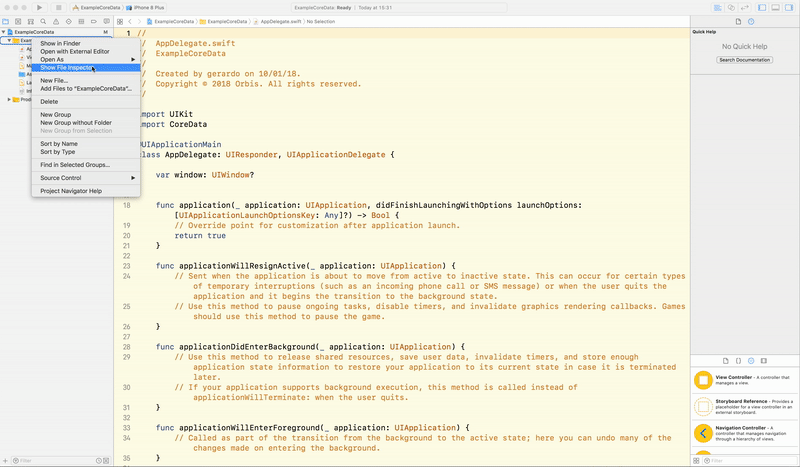 ExampleCoreData
iPhone 8 Plus
ExampleCoreData: Ready
Today at 15:31
ExampleCoreData
ExampleCoreData
ExampleCoreData
AppDelegate.swift
No Selection
Show in Finder
Open with External Editor
Open As
Show File Inspector
New File...
Add Files to "ExampleCoreData"...
Delete
New Group
New Group without Folder
New Group from Selection
Sort by Name
Sort by Type
Find in Selected Groups...
Source Control
Project Navigator Help
1 //
// AppDelegate.swift
// ExampleCoreData
//
// Created by gerardo on 10/01/18.
// Copyright © 2018 Orbis. All rights reserved.
//
import UIKit
import CoreData
UIApplicationMain
class AppDelegate: UIResponder, UIApplicationDelegate {
var window: UIWindow?
18 func application(_ application: UIApplication, didFinishLaunchingWithOptions launchOptions:
[UIApplicationLaunchOptionsKey: Any]?) -> Bool {
19 // Override point for customization after application launch.
20 return true
21 }
22
23 func applicationWillResignActive(_ application: UIApplication) {
24 // Sent when the application is about to move from active to inactive state. This can occur for certain types
of temporary interruptions (such as an incoming phone call or SMS message) or when the user quits the
application and it begins the transition to the background state.
25 // Use this method to pause ongoing tasks, disable timers, and invalidate graphics rendering callbacks. Games
should use this method to pause the game.
26 }
27
28 func applicationDidEnterBackground(_ application: UIApplication) {
29 // Use this method to release shared resources, save user data, invalidate timers, and store enough
application state information to restore your application to its current state in case it is terminated
later.
30 // If your application supports background execution, this method is called instead of
applicationWillTerminate: when the user quits.
31 }
32
33 func applicationWillEnterForeground(_ application: UIApplication) {
34 // Called as part of the transition from the background to the active state; here you can undo many of the
changes made on entering the background.
35 }
Quick Help
No Quick Help
Search Documentation
View Controller - A controller that
manages a view.
Storyboard Reference - Provides a
placeholder for a view controller in an
external storyboard.
Navigation Controller - A
controller that manages navigation
through a hierarchy of views.
Filter
Filter